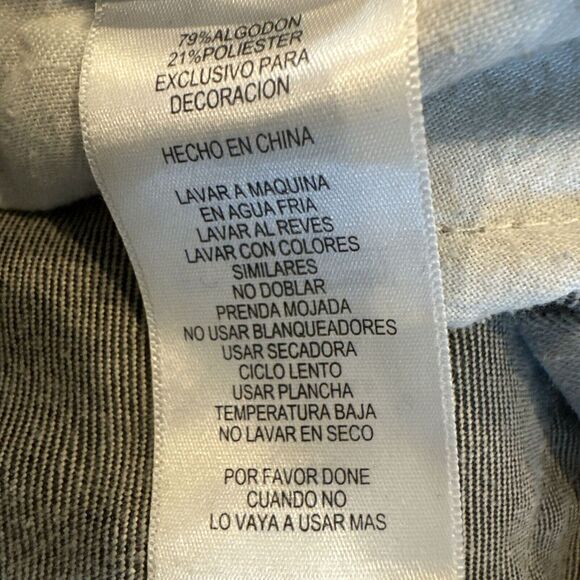 79%ALGODON
21%POLIESTER
EXCLUSIVO PARA
DECORACION
HECHO EN CHINA
LAVAR A MAQUINA
EN AGUA FRIA
LAVAR AL REVES
LAVAR CON COLORES
SIMILARES
NO DOBLAR
PRENDA MOJADA
NO USAR BLANQUEADORES
USAR SECADORA
CICLO LENTO
USAR PLANCHA
TEMPERATURA BAJA
NO LAVAR EN SECO
POR FAVOR DONE
CUANDO NO
LO VAYA A USAR MAS